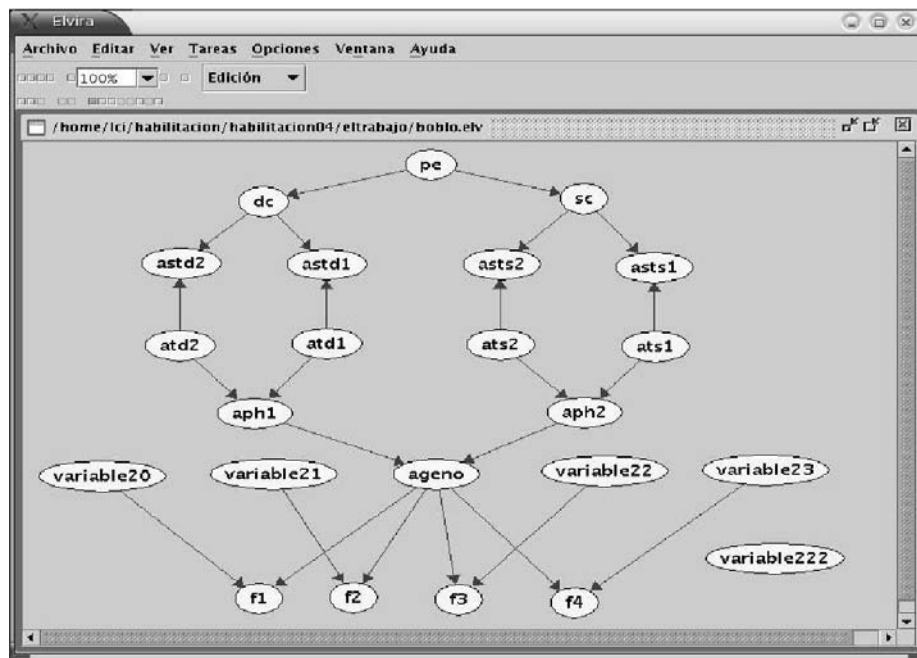 Elvira
Archivo Editar Ver Tareas Opciones Ventana Ayuda
100% Edición
/home/lci/habilitacion/habilitacion04/eltrabajo/boblo.elv
pe
dc sc
astd2 astd1 asts2 asts1
atd2 atd1 ats2 ats1
aph1 aph2
variable20 variable21 ageno variable22 variable23
variable222
f1 f2 f3 f4